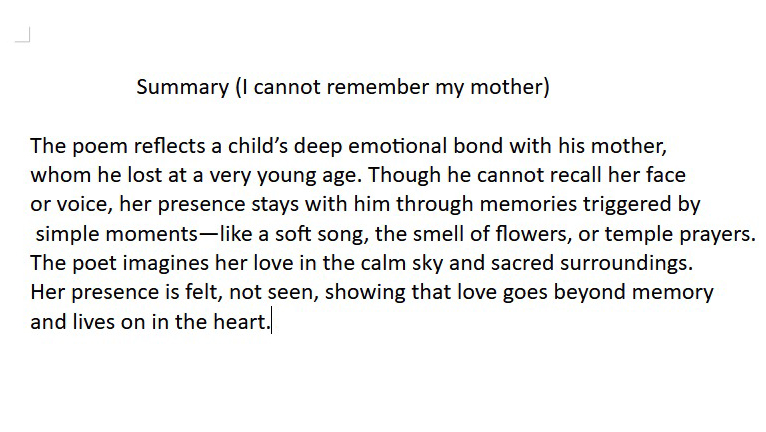 Summary (I cannot remember my mother)
The poem reflects a child’s deep emotional bond with his mother,
whom he lost at a very young age. Though he cannot recall her face
or voice, her presence stays with him through memories triggered by
simple moments—like a soft song, the smell of flowers, or temple prayers.
The poet imagines her love in the calm sky and sacred surroundings.
Her presence is felt, not seen, showing that love goes beyond memory
and lives on in the heart.